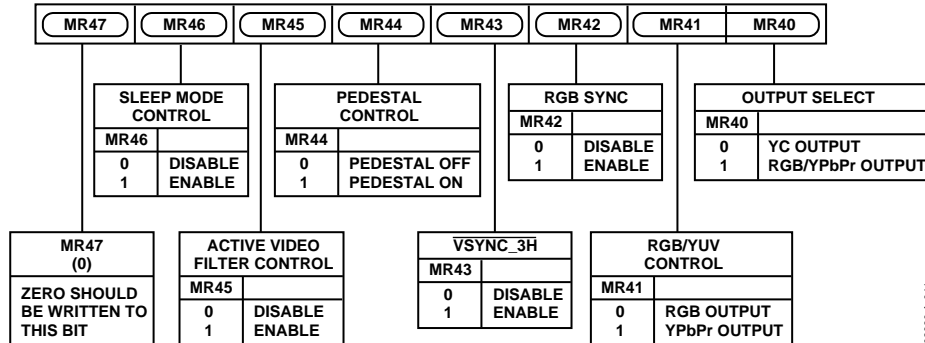 MR47 MR46 MR45 MR44 MR43 MR42 MR41 MR40
SLEEP MODE
CONTROL
MR46
0 DISABLE
1 ENABLE
PEDESTAL
CONTROL
MR44
0 PEDESTAL OFF
1 PEDESTAL ON
RGB SYNC
MR42
0 DISABLE
1 ENABLE
OUTPUT SELECT
MR40
0 YC OUTPUT
1 RGB/YPbPr OUTPUT
MR47
(0)
ZERO SHOULD
BE WRITTEN TO
THIS BIT
ACTIVE VIDEO
FILTER CONTROL
MR45
0 DISABLE
1 ENABLE
VSYNC_3H
MR43
0 DISABLE
1 ENABLE
RGB/YUV
CONTROL
MR41
0 RGB OUTPUT
1 YPbPr OUTPUT